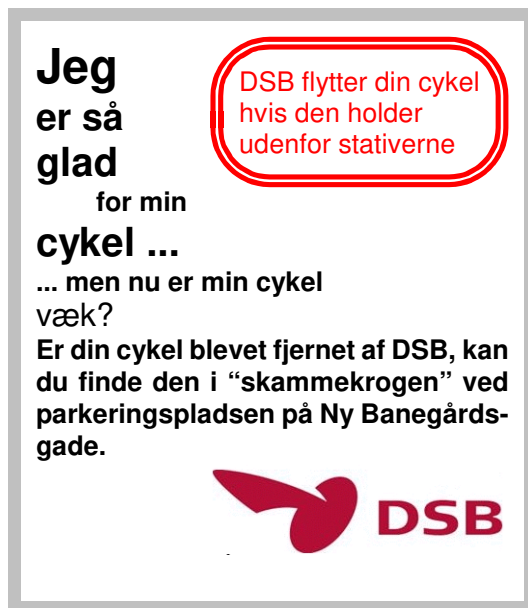 Jeg
er så
glad
for min
cykel ...
... men nu er min cykel
væk?
DSB flytter din cykel
hvis den holder
udenfor stativerne
Er din cykel blevet fjernet af DSB, kan
du finde den i “skammekrogen” ved
parkeringspladsen på Ny Banegårds-
gade.
DSB